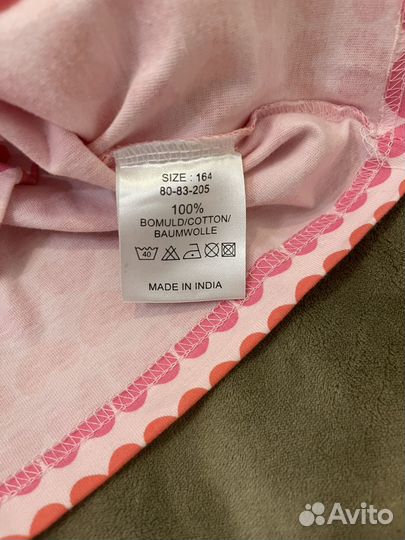 SIZE : 164
80-83-205
100%
BOMULD/COTTON/
BAUMWOLLE
40
MADE IN INDIA
Avito